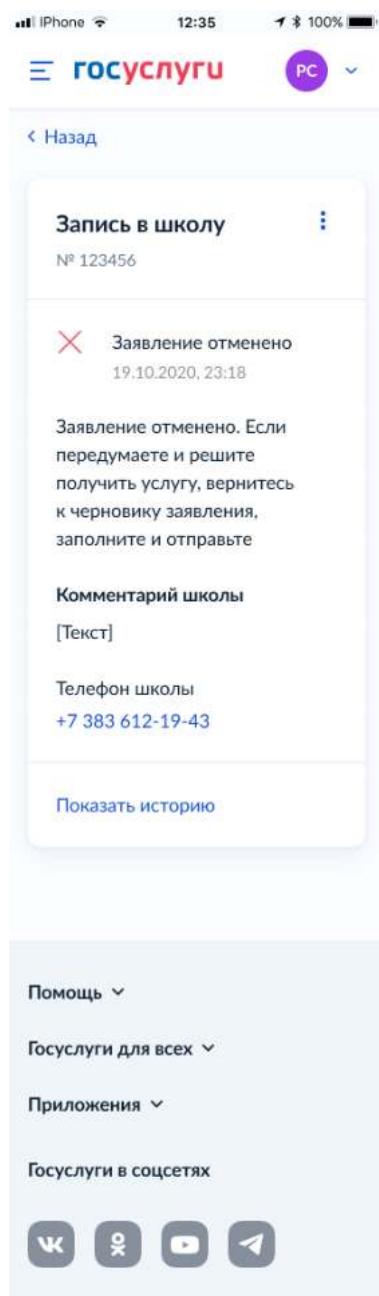 iPhone 12:35 100%
госуслуги РС
Назад
Запись в школу
№ 123456
Заявление отменено
19.10.2020, 23:18
Заявление отменено. Если
передумаете и решите
получить услугу, вернитесь
к черновику заявления,
заполните и отправьте
Комментарий школы
[Текст]
Телефон школы
+7 383 612-19-43
Показать историю
Помощь
Госуслуги для всех
Приложения
Госуслуги в соцсетях